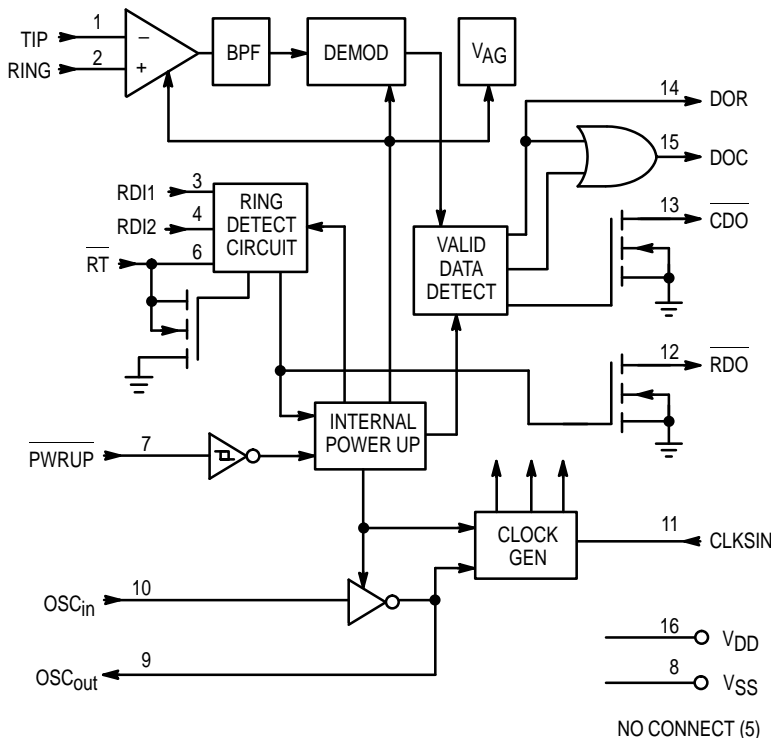 TIP 1 −
RING 2 +
BPF
DEMOD
VAG
14 DOR
15 DOC
13 CDO
RDI1 3
RDI2 4
RT 6
RING
DETECT
CIRCUIT
VALID
DATA
DETECT
12 RDO
INTERNAL
POWER UP
PWRUP 7
CLOCK
GEN
11 CLKSIN
OSCin 10
OSCout 9
16 VDD
8 VSS
NO CONNECT (5)